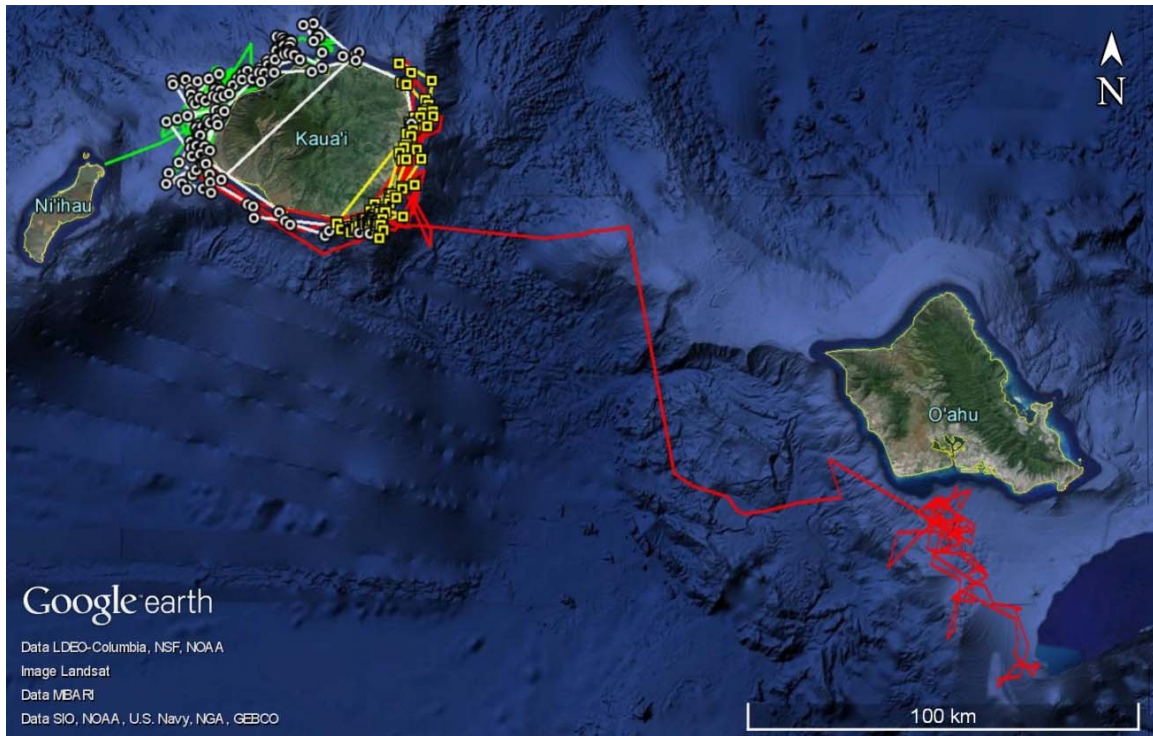 N
Kaua'i
Ni'ihau
O'ahu
Google earth
Data LDEO-Columbia, NSF, NOAA
Image Landsat
Data MBARI
Data SIO, NOAA, U.S. Navy, NGA, GEBCO
100 km